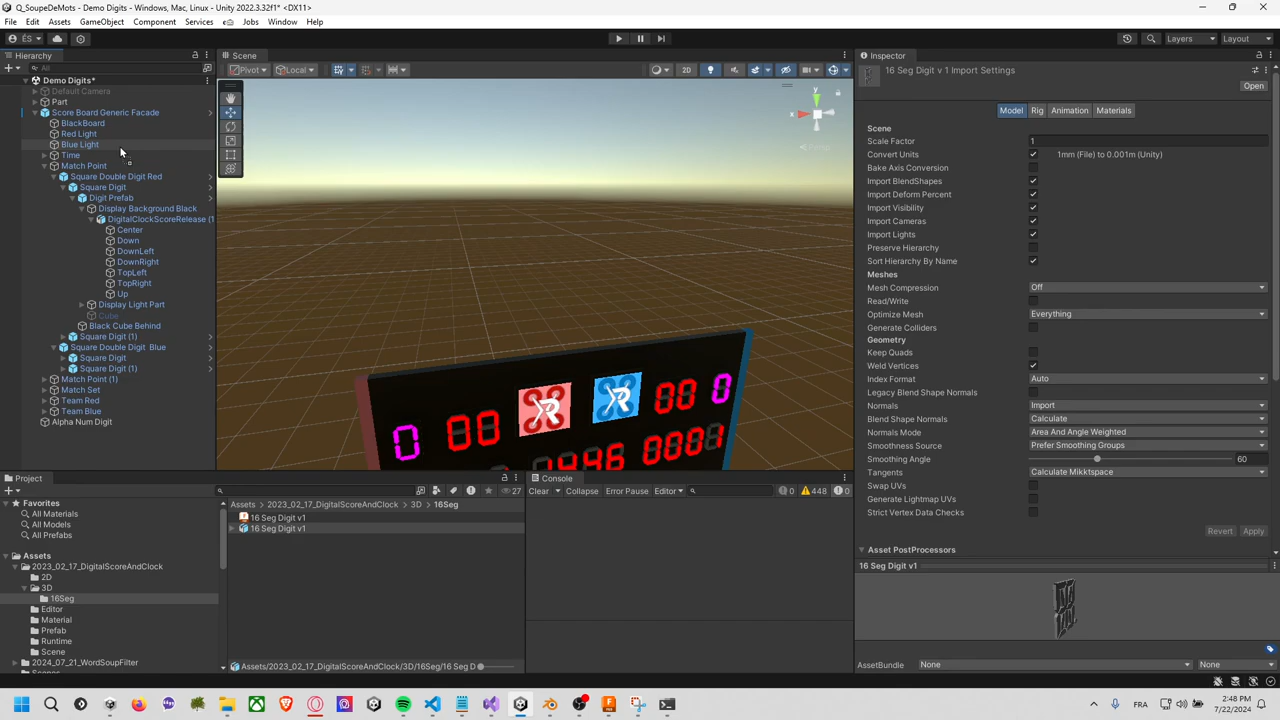 Q_SoupeDeMots - Demo Digits - Windows, Mac, Linux - Unity 2022.3.32f1* <DX11>
File Edit Assets GameObject Component Services Jobs Window Help
ÉS Layers Layout
Hierarchy
All
Demo Digits*
Default Camera
Part
Score Board Generic Facade
BlackBoard
Red Light
Blue Light
Time
Match Point
Square Double Digit Red
Square Digit
Digit Prefab
Display Background Black
DigitalClockScoreRelease (1
Center
Down
DownLeft
DownRight
TopLeft
TopRight
Up
Display Light Part
Cube
Black Cube Behind
Square Digit (1)
Square Double Digit Blue
Square Digit
Square Digit (1)
Match Point (1)
Match Set
Team Red
Team Blue
Alpha Num Digit
Scene
Pivot Local 2D
y
x
Persp
0 00 00 0
Inspector
16 Seg Digit v 1 Import Settings
Open
Model Rig Animation Materials
Scene
Scale Factor 1
Convert Units 1mm (File) to 0.001m (Unity)
Bake Axis Conversion
Import BlendShapes
Import Deform Percent
Import Visibility
Import Cameras
Import Lights
Preserve Hierarchy
Sort Hierarchy By Name
Meshes
Mesh Compression Off
Read/Write
Optimize Mesh Everything
Generate Colliders
Geometry
Keep Quads
Weld Vertices
Index Format Auto
Legacy Blend Shape Normals
Normals Import
Blend Shape Normals Calculate
Normals Mode Area And Angle Weighted
Smoothness Source Prefer Smoothing Groups
Smoothing Angle 60
Tangents Calculate Mikktspace
Swap UVs
Generate Lightmap UVs
Strict Vertex Data Checks
Revert Apply
Asset PostProcessors
16 Seg Digit v1
AssetBundle None None
Project
27
Favorites
All Materials
All Models
All Prefabs
Assets
2023_02_17_DigitalScoreAndClock
2D
3D
16Seg
Editor
Material
Prefab
Runtime
Scene
2024_07_21_WordSoupFilter
Assets > 2023_02_17_DigitalScoreAndClock > 3D > 16Seg
16 Seg Digit v1
16 Seg Digit v1
Assets/2023_02_17_DigitalScoreAndClock/3D/16Seg/16 Seg D
Console
Clear Collapse Error Pause Editor 0 448 0
FRA 2:48 PM
7/22/2024